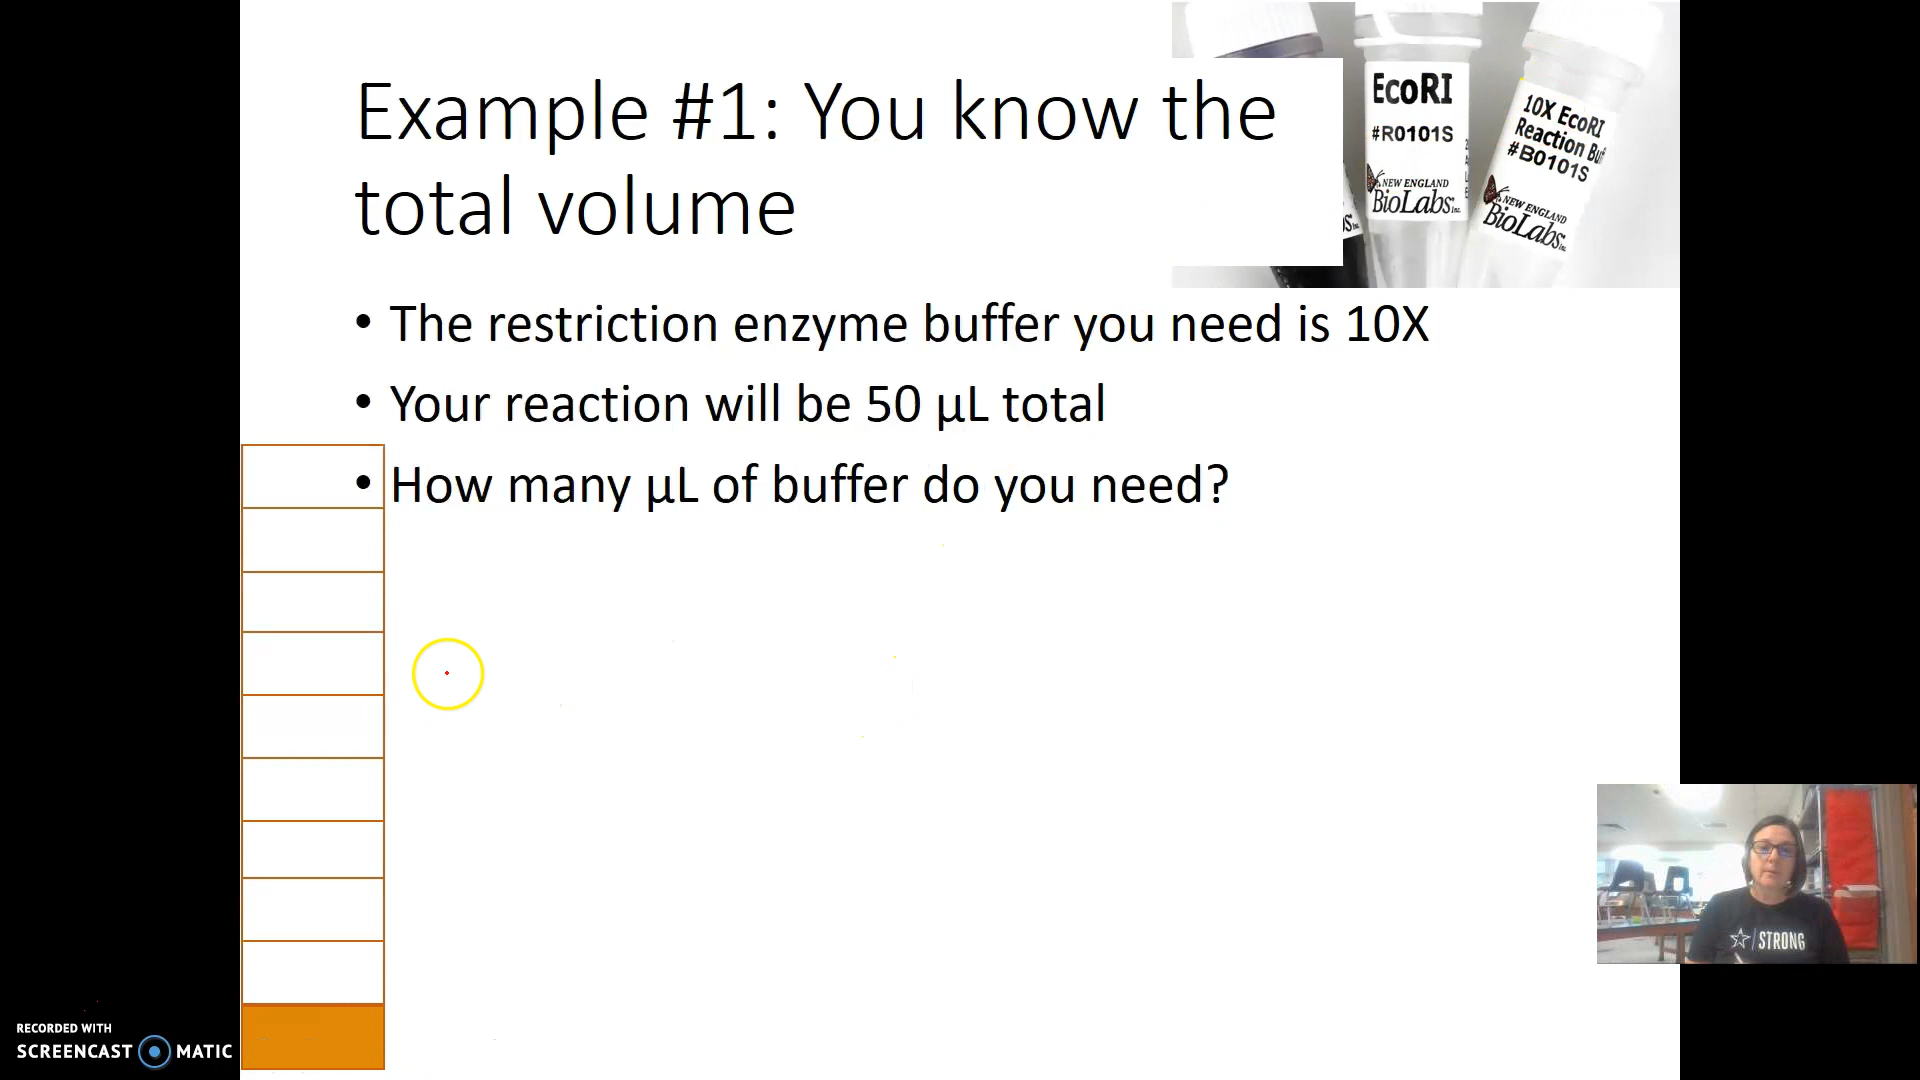 Example #1: You know the
total volume
EcoRI
#R0101S
NEW ENGLAND
BioLabs Inc.
10X EcoRI
Reaction Buf
#B0101S
NEW ENGLAND
BioLabs Inc.
• The restriction enzyme buffer you need is 10X
• Your reaction will be 50 µL total
• How many µL of buffer do you need?
STRONG
RECORDED WITH
SCREENCAST MATIC